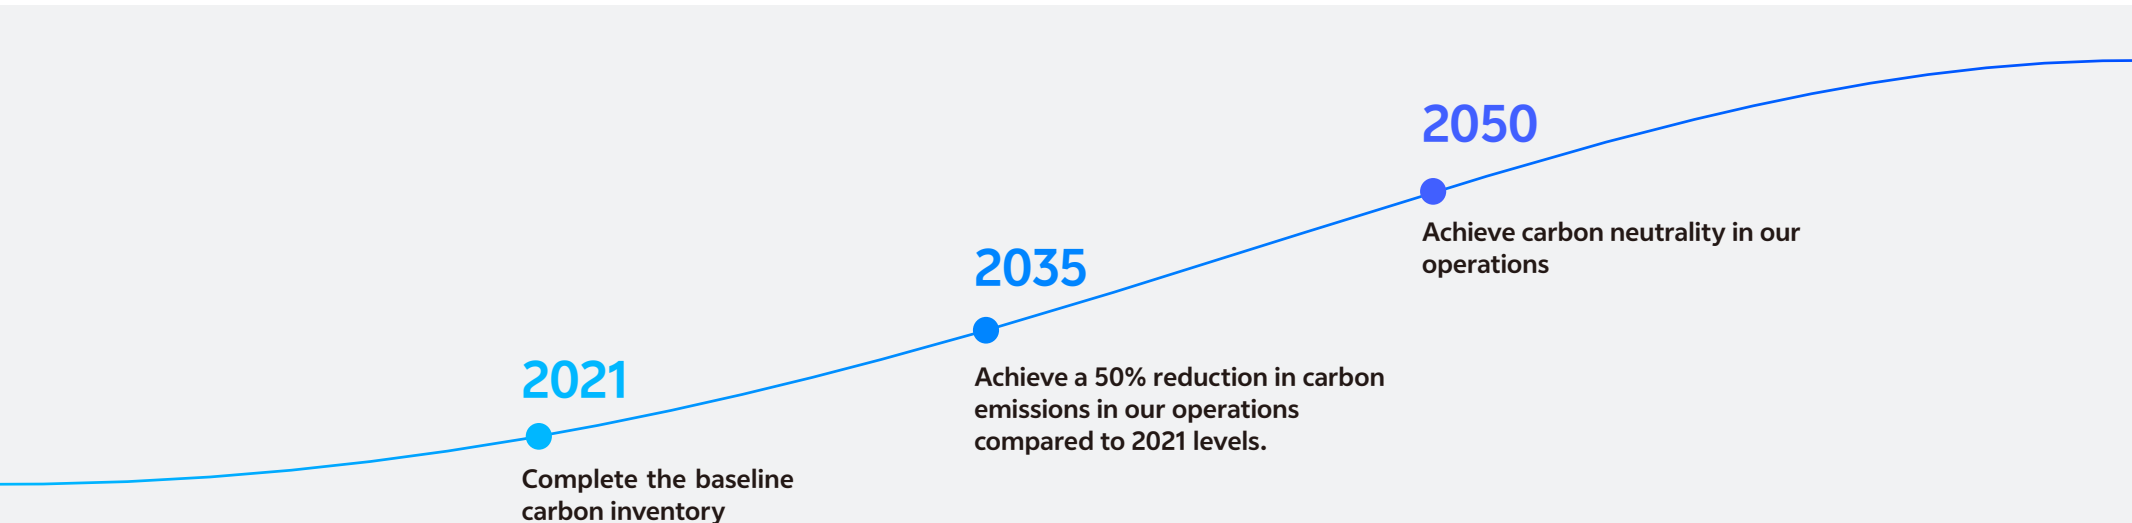 2021
Complete the baseline
carbon inventory
2035
Achieve a 50% reduction in carbon
emissions in our operations
compared to 2021 levels.
2050
Achieve carbon neutrality in our
operations